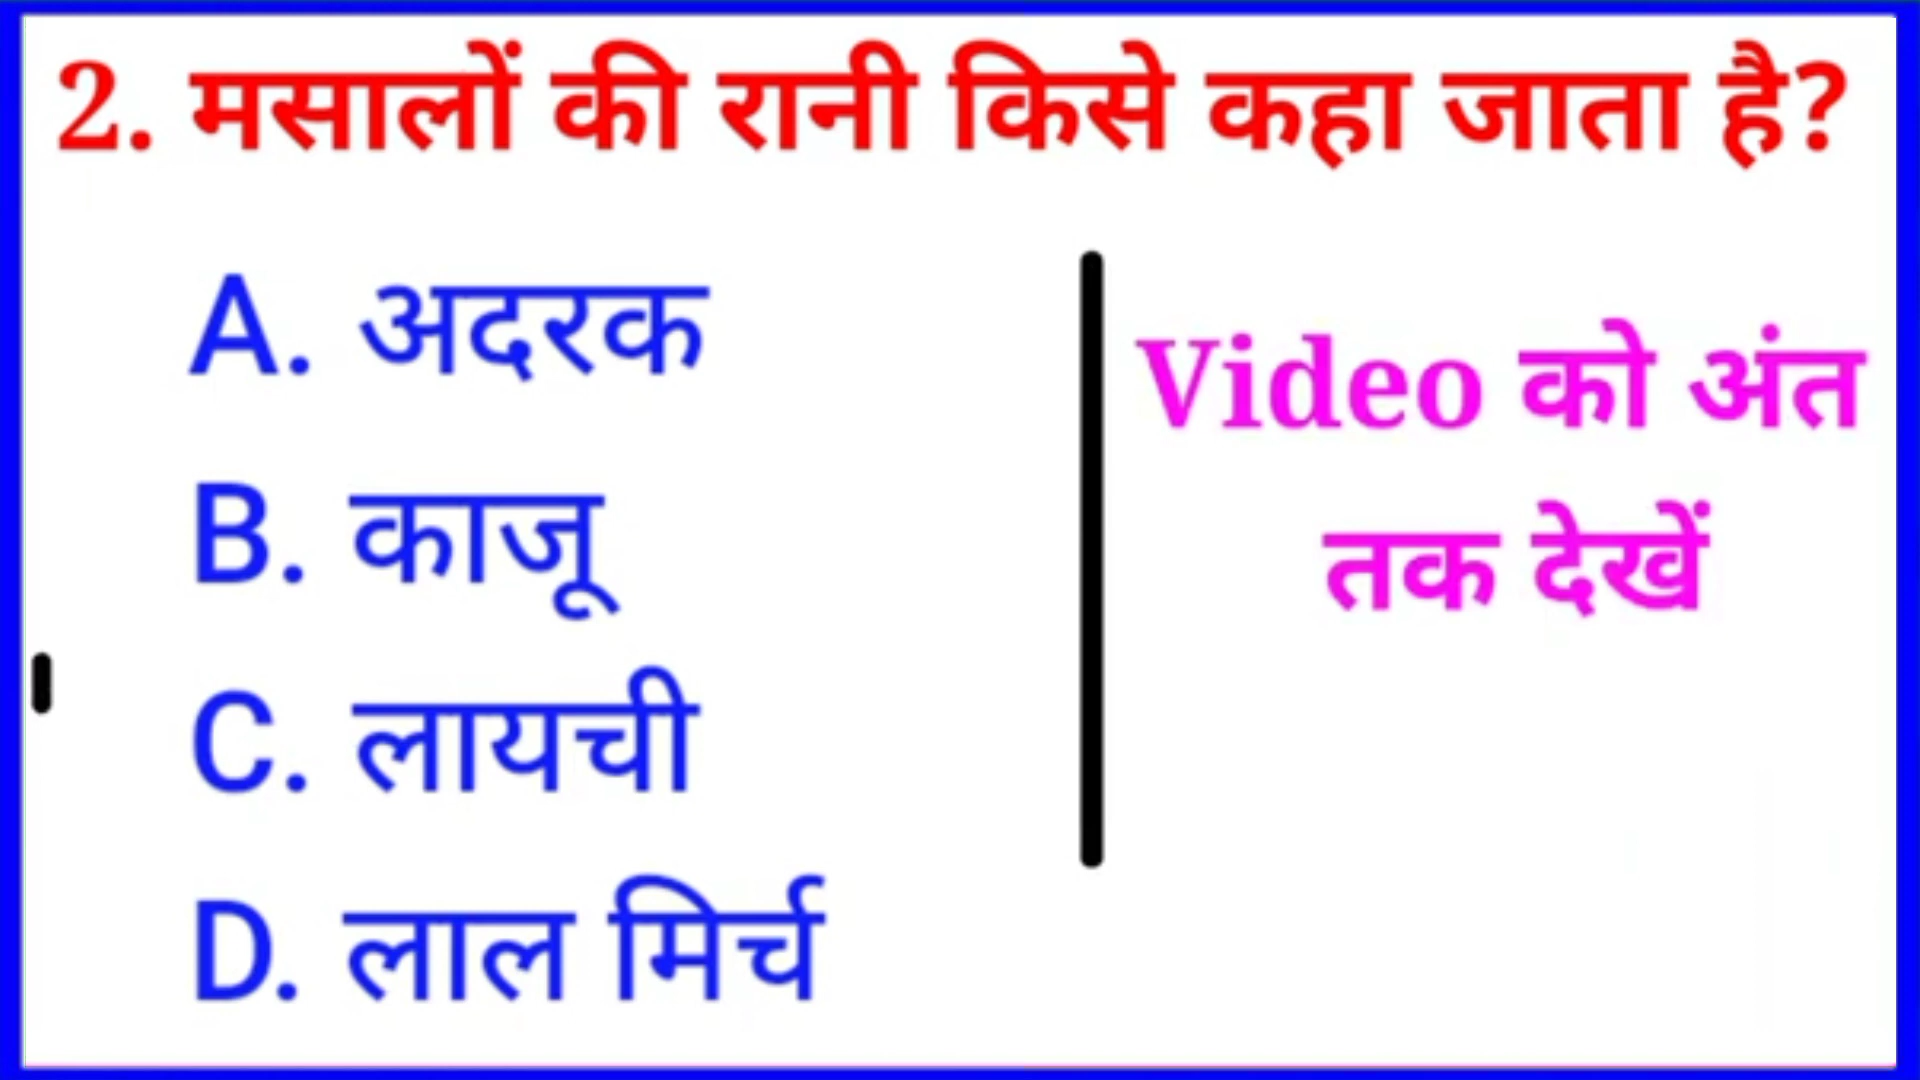 2. मसालों की रानी किसे कहा जाता है?
A. अदरक
B. काजू
C. लायची
D. लाल मिर्च
Video को अंत
तक देखें